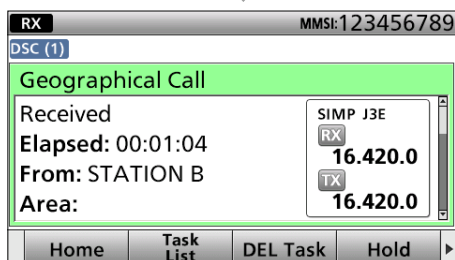 RX MMSI:123456789
DSC (1)
Geographical Call
Received
Elapsed: 00:01:04
From: STATION B
Area:
SIMP J3E
RX
16.420.0
TX
16.420.0
Home Task List DEL Task Hold